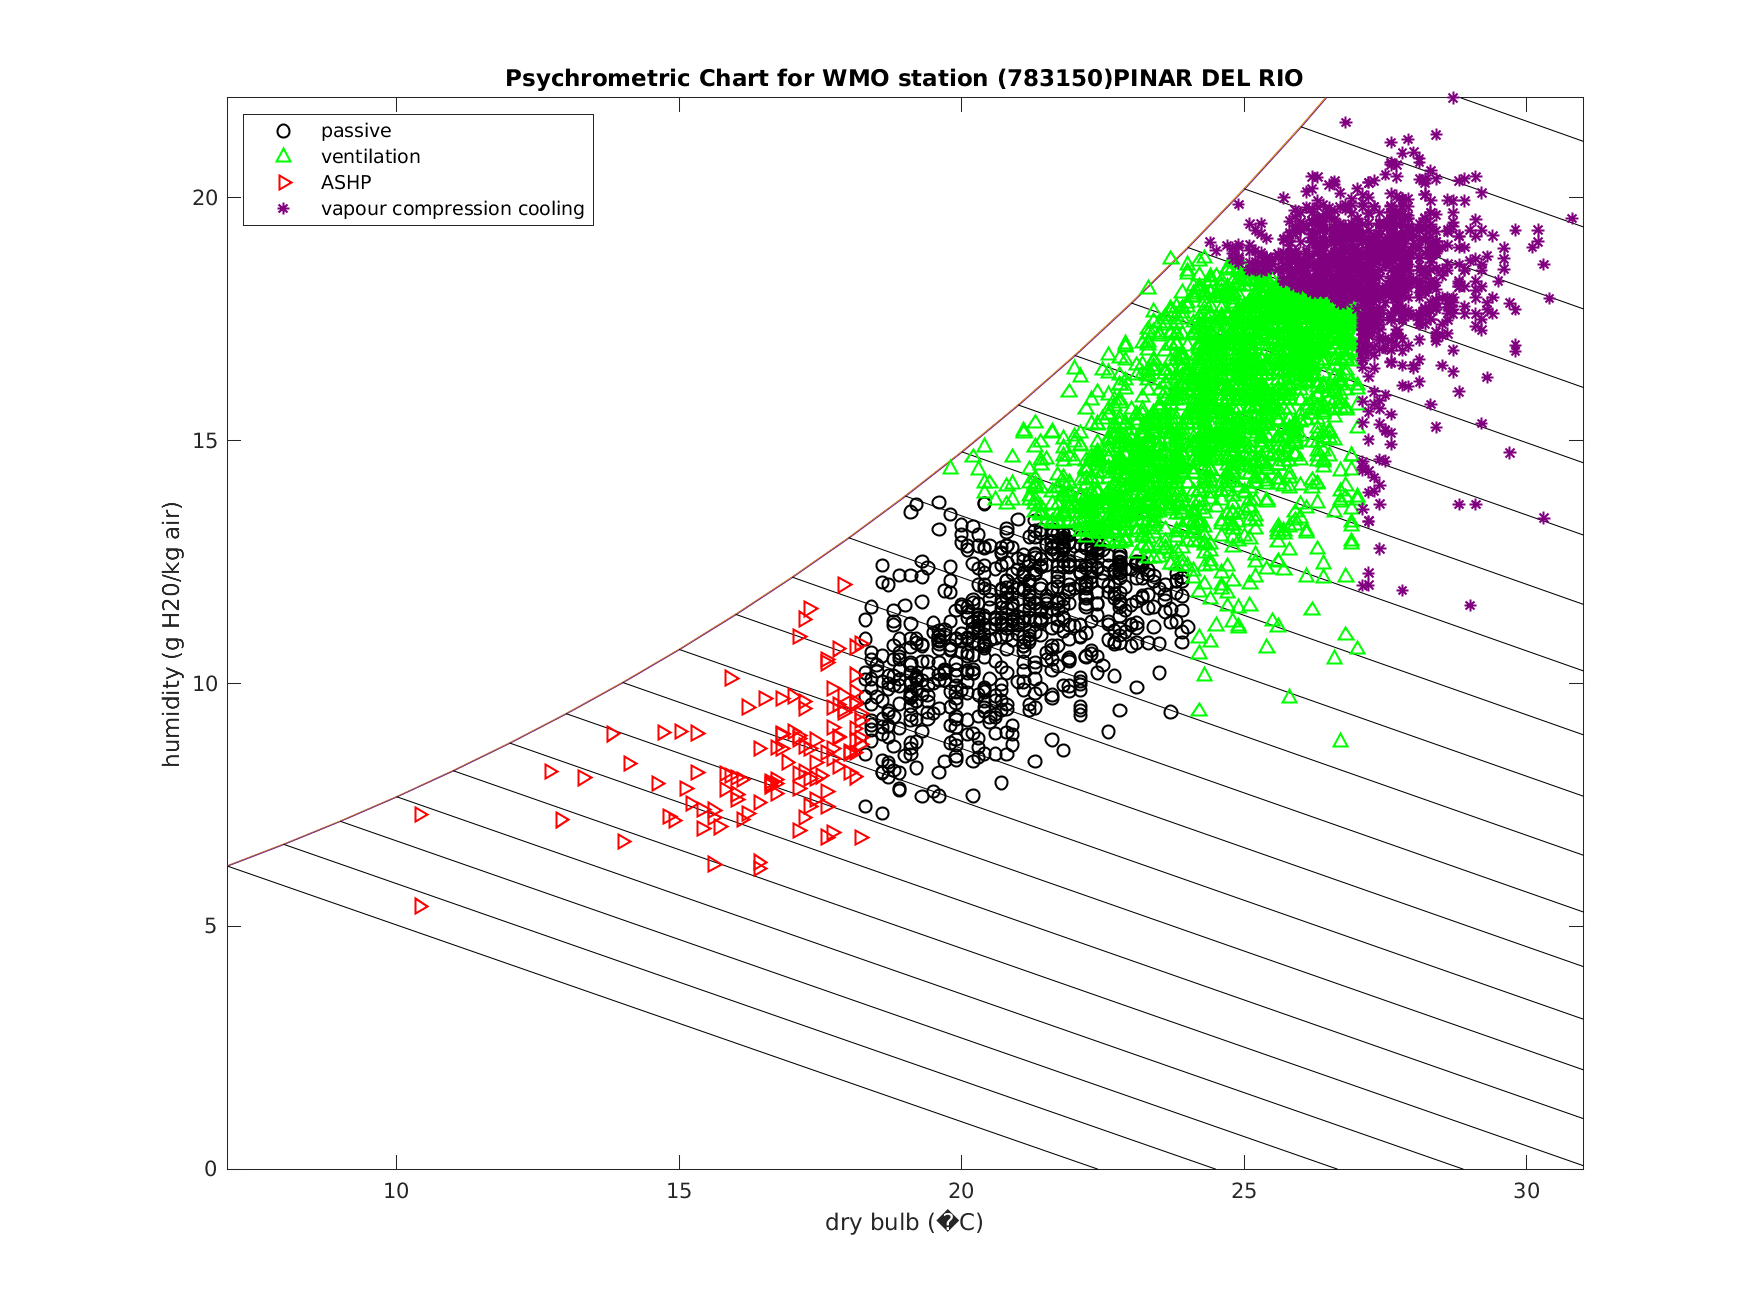 Psychrometric Chart for WMO station (783150)PINAR DEL RIO
passive
ventilation
ASHP
vapour compression cooling
humidity (g H20/kg air)
20
15
10
5
0
10
15
20
25
30
dry bulb (�C)